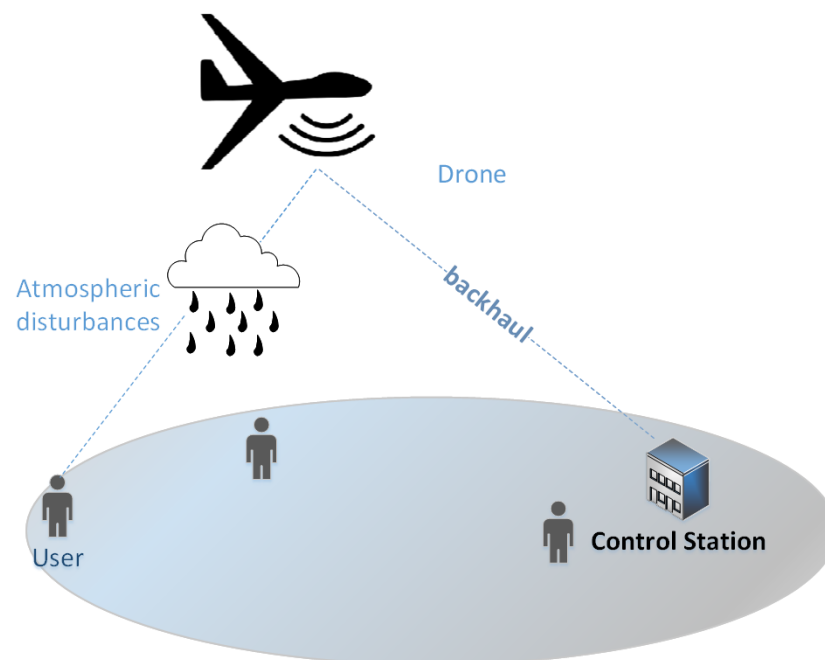 Drone
Atmospheric
disturbances
backhaul
User
Control Station